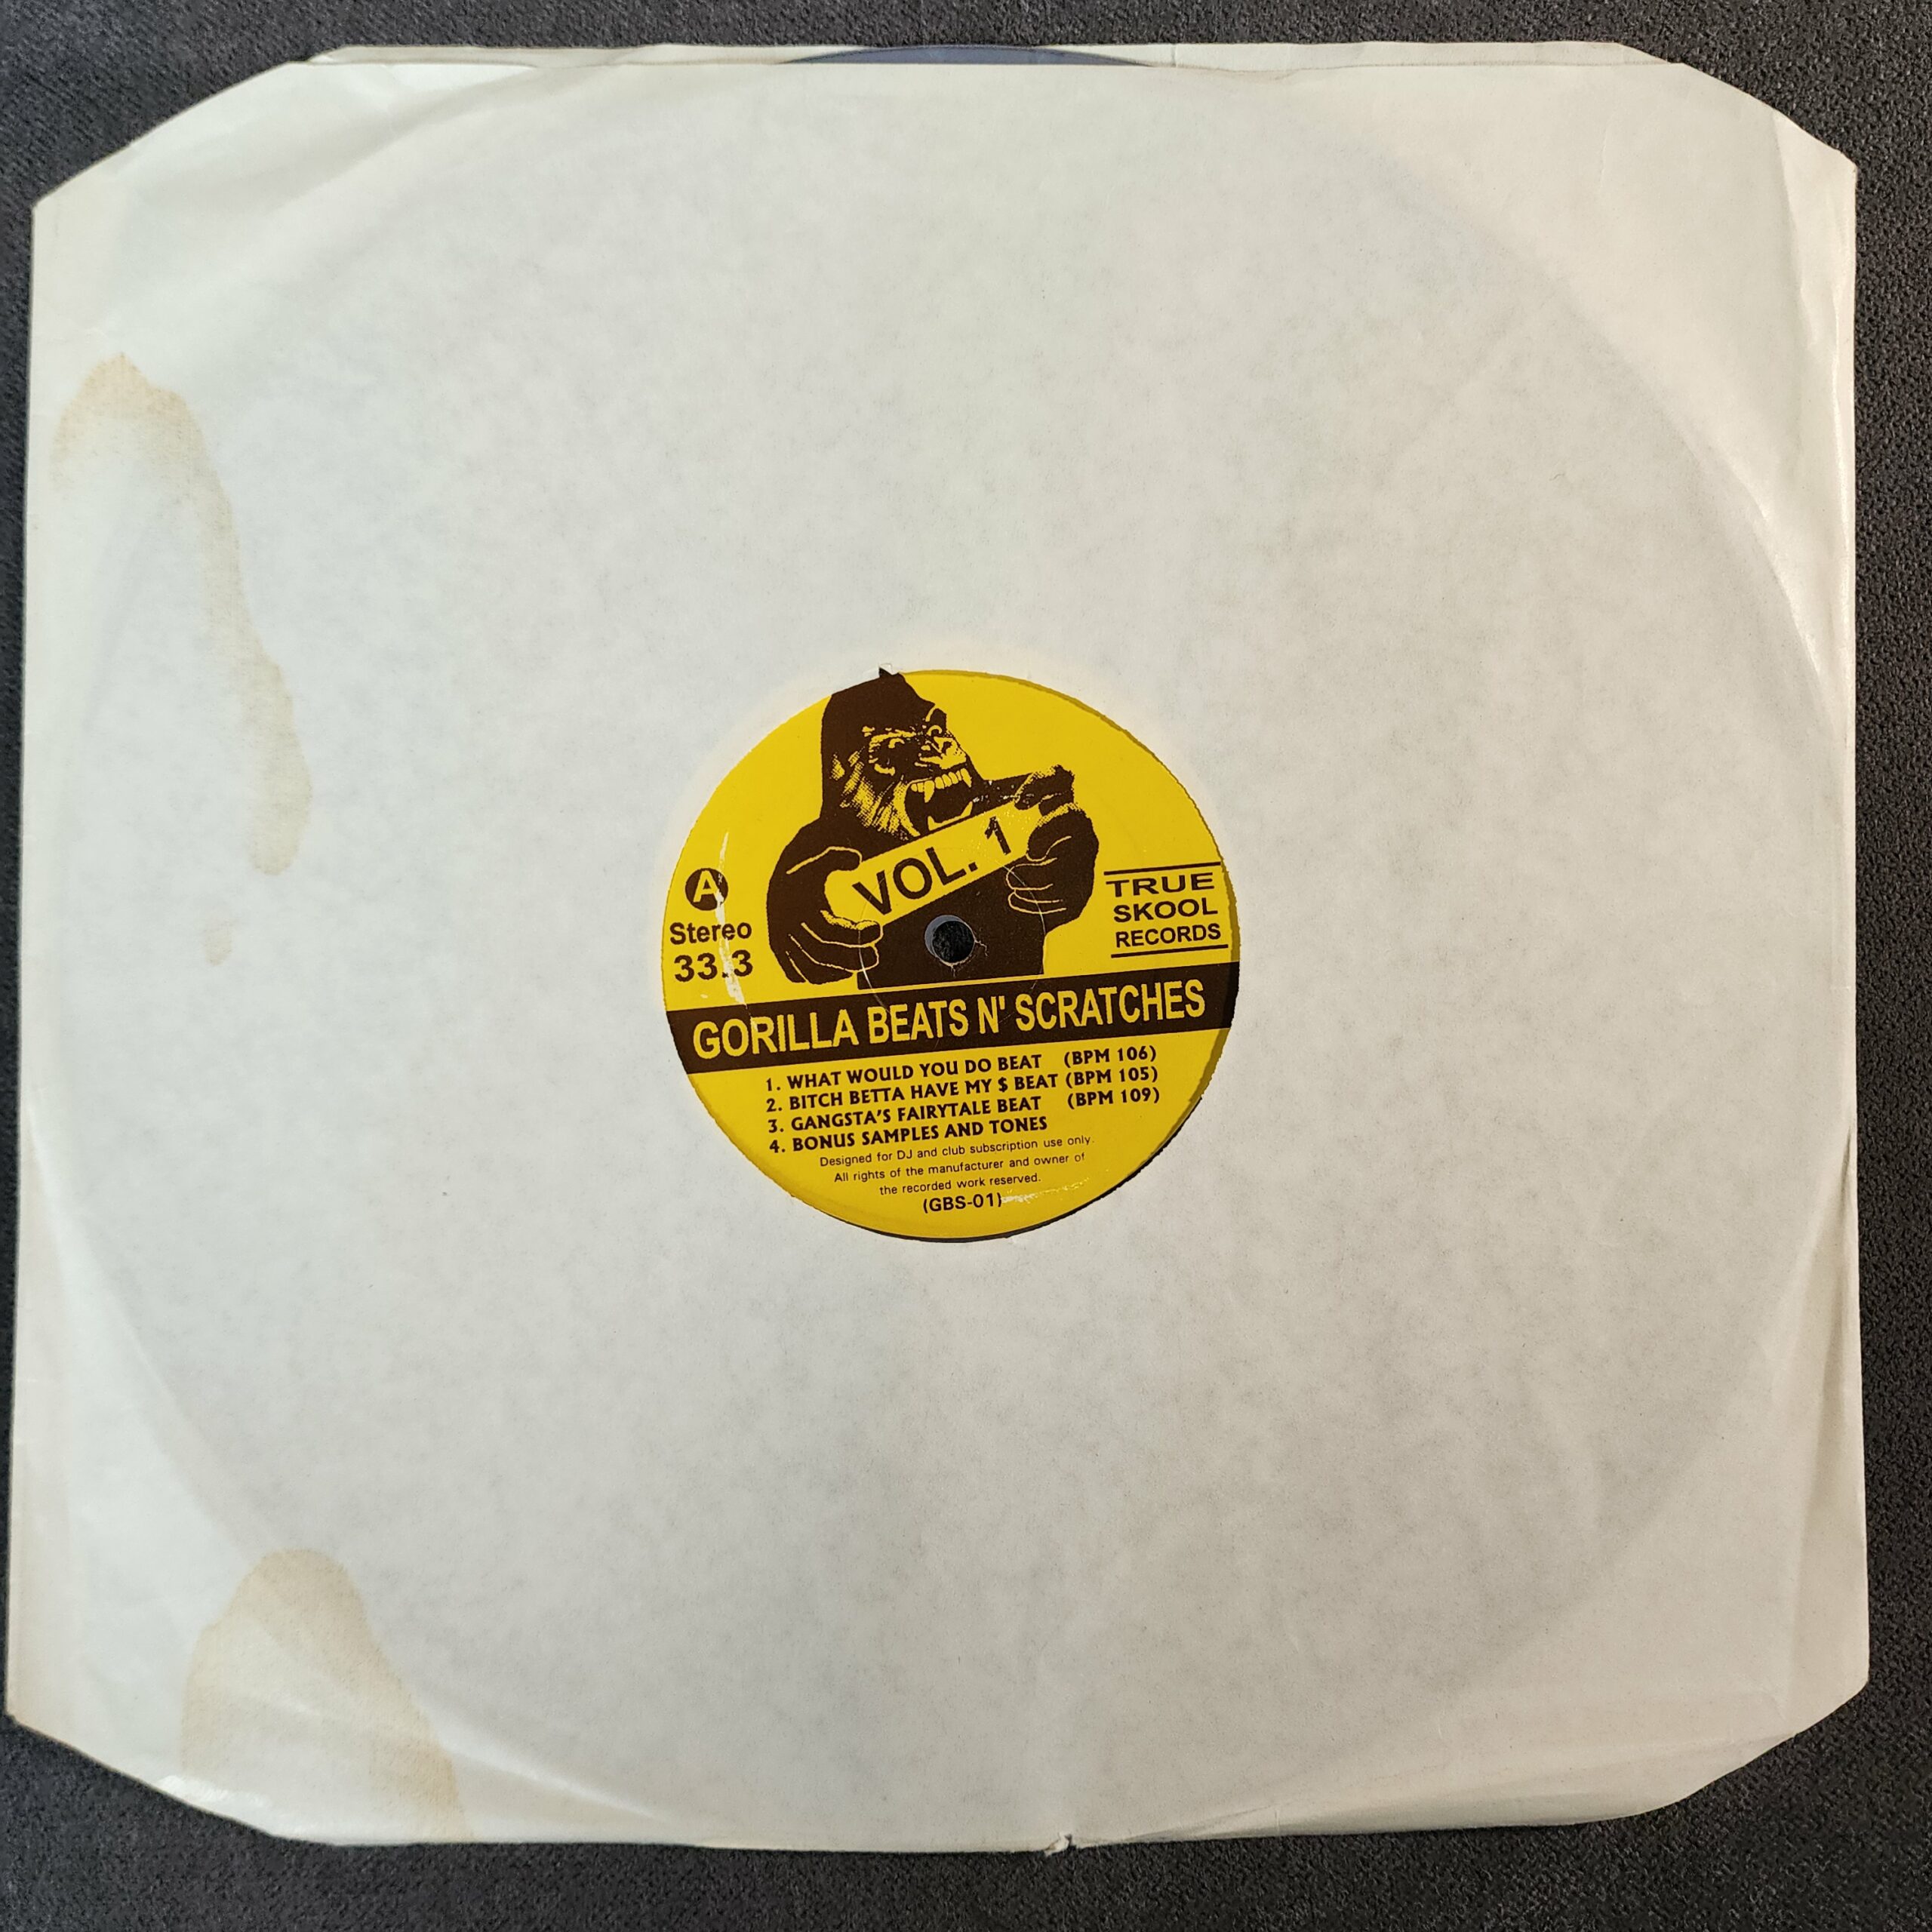 VOL. 1
A
Stereo
33.3
TRUE
SKOOL
RECORDS
GORILLA BEATS N' SCRATCHES
1. WHAT WOULD YOU DO BEAT (BPM 106)
2. BITCH BETTA HAVE MY $ BEAT (BPM 105)
3. GANGSTA'S FAIRYTALE BEAT (BPM 109)
4. BONUS SAMPLES AND TONES
Designed for DJ and club subscription use only.
All rights of the manufacturer and owner of
the recorded work reserved.
(GBS-01)